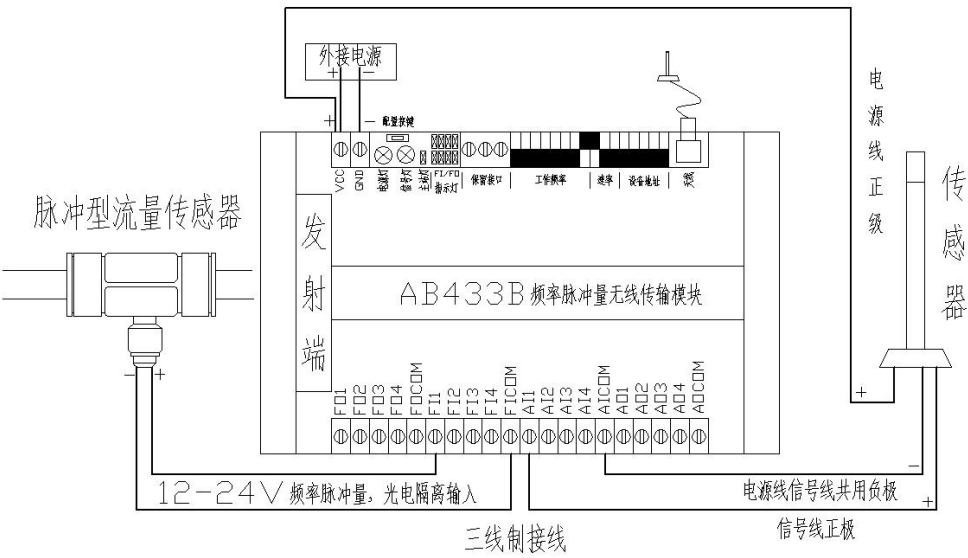 外接电源
+ −
+ − 配置按键
VCC GND 电源灯 信号灯 主机灯 FI/FO指示灯 保留接口 工作频率 速率 设备地址 天线
电源线正级
传感器
脉冲型流量传感器
发射端
AB433B 频率脉冲量无线传输模块
FO1 FO2 FO3 FO4 FOCOM FI1 FI2 FI3 FI4 FICOM AI1 AI2 AI3 AI4 AICOM AO1 AO2 AO3 AO4 AOCOM
− +
+
−
12-24V 频率脉冲量,光电隔离输入
电源线信号线共用负极
+
信号线正极
三线制接线